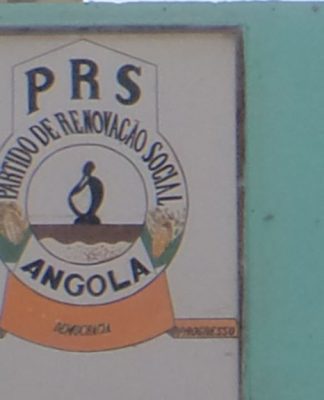 PRS
PARTIDO DE RENOVAÇÃO SOCIAL
ANGOLA
DEMOCRACIA
PROGRESSO